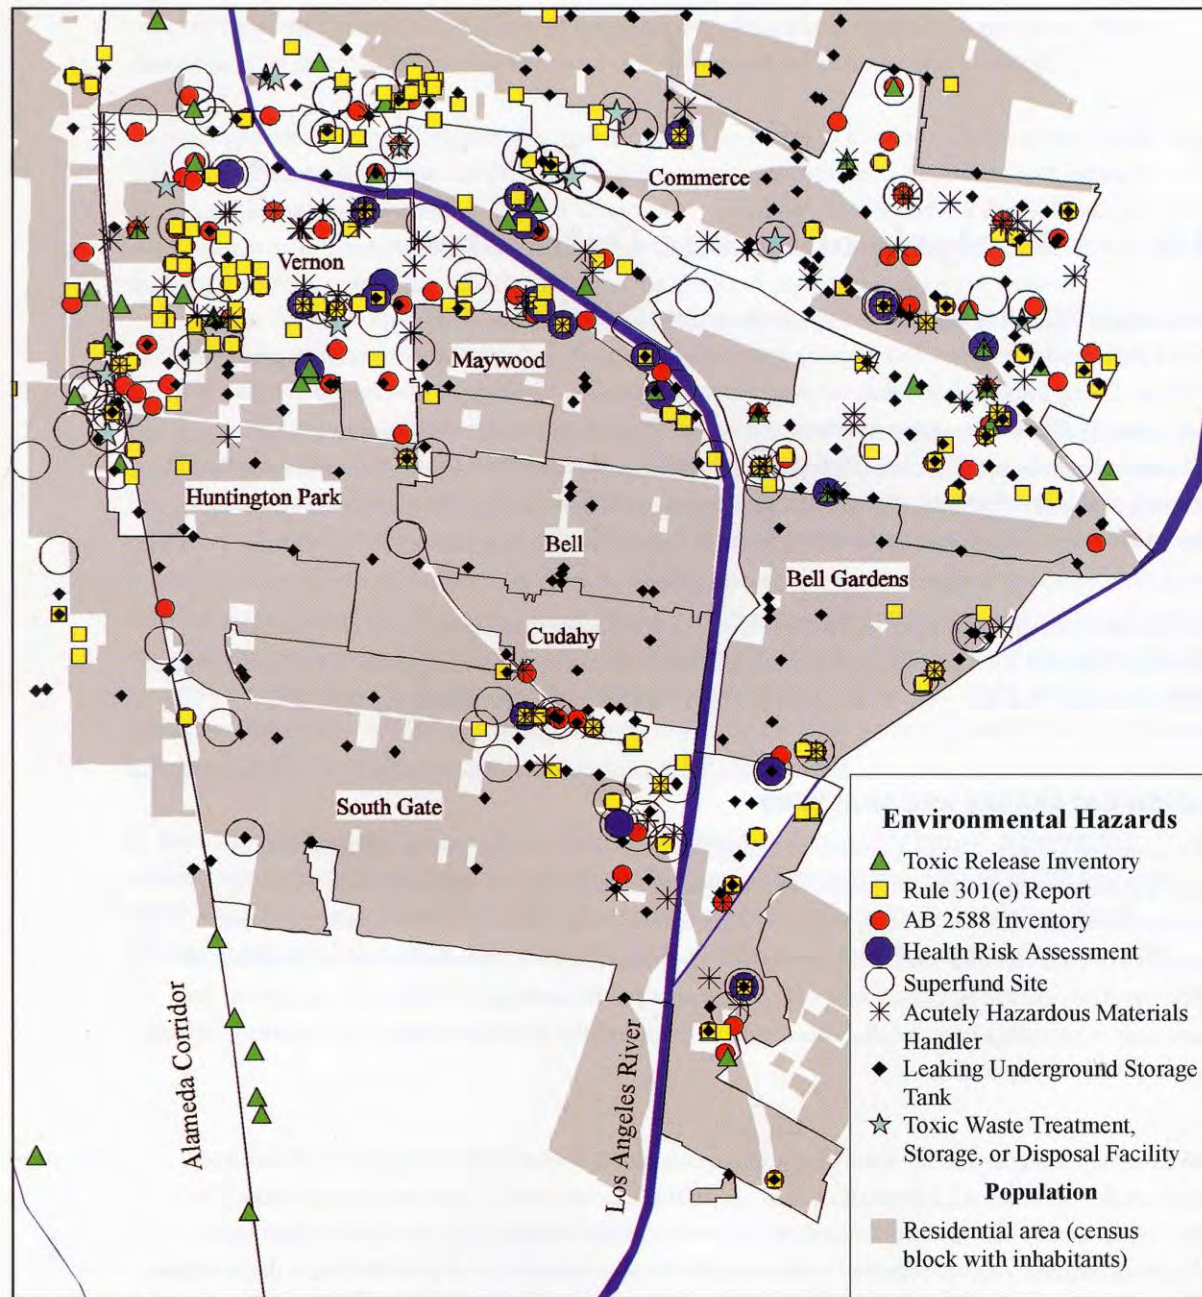 Commerce
Vernon
Maywood
Huntington Park
Bell
Bell Gardens
Cudahy
South Gate
Alameda Corridor
Los Angeles River
Environmental Hazards
Toxic Release Inventory
Rule 301(e) Report
AB 2588 Inventory
Health Risk Assessment
Superfund Site
Acutely Hazardous Materials
Handler
Leaking Underground Storage
Tank
Toxic Waste Treatment,
Storage, or Disposal Facility
Population
Residential area (census
block with inhabitants)